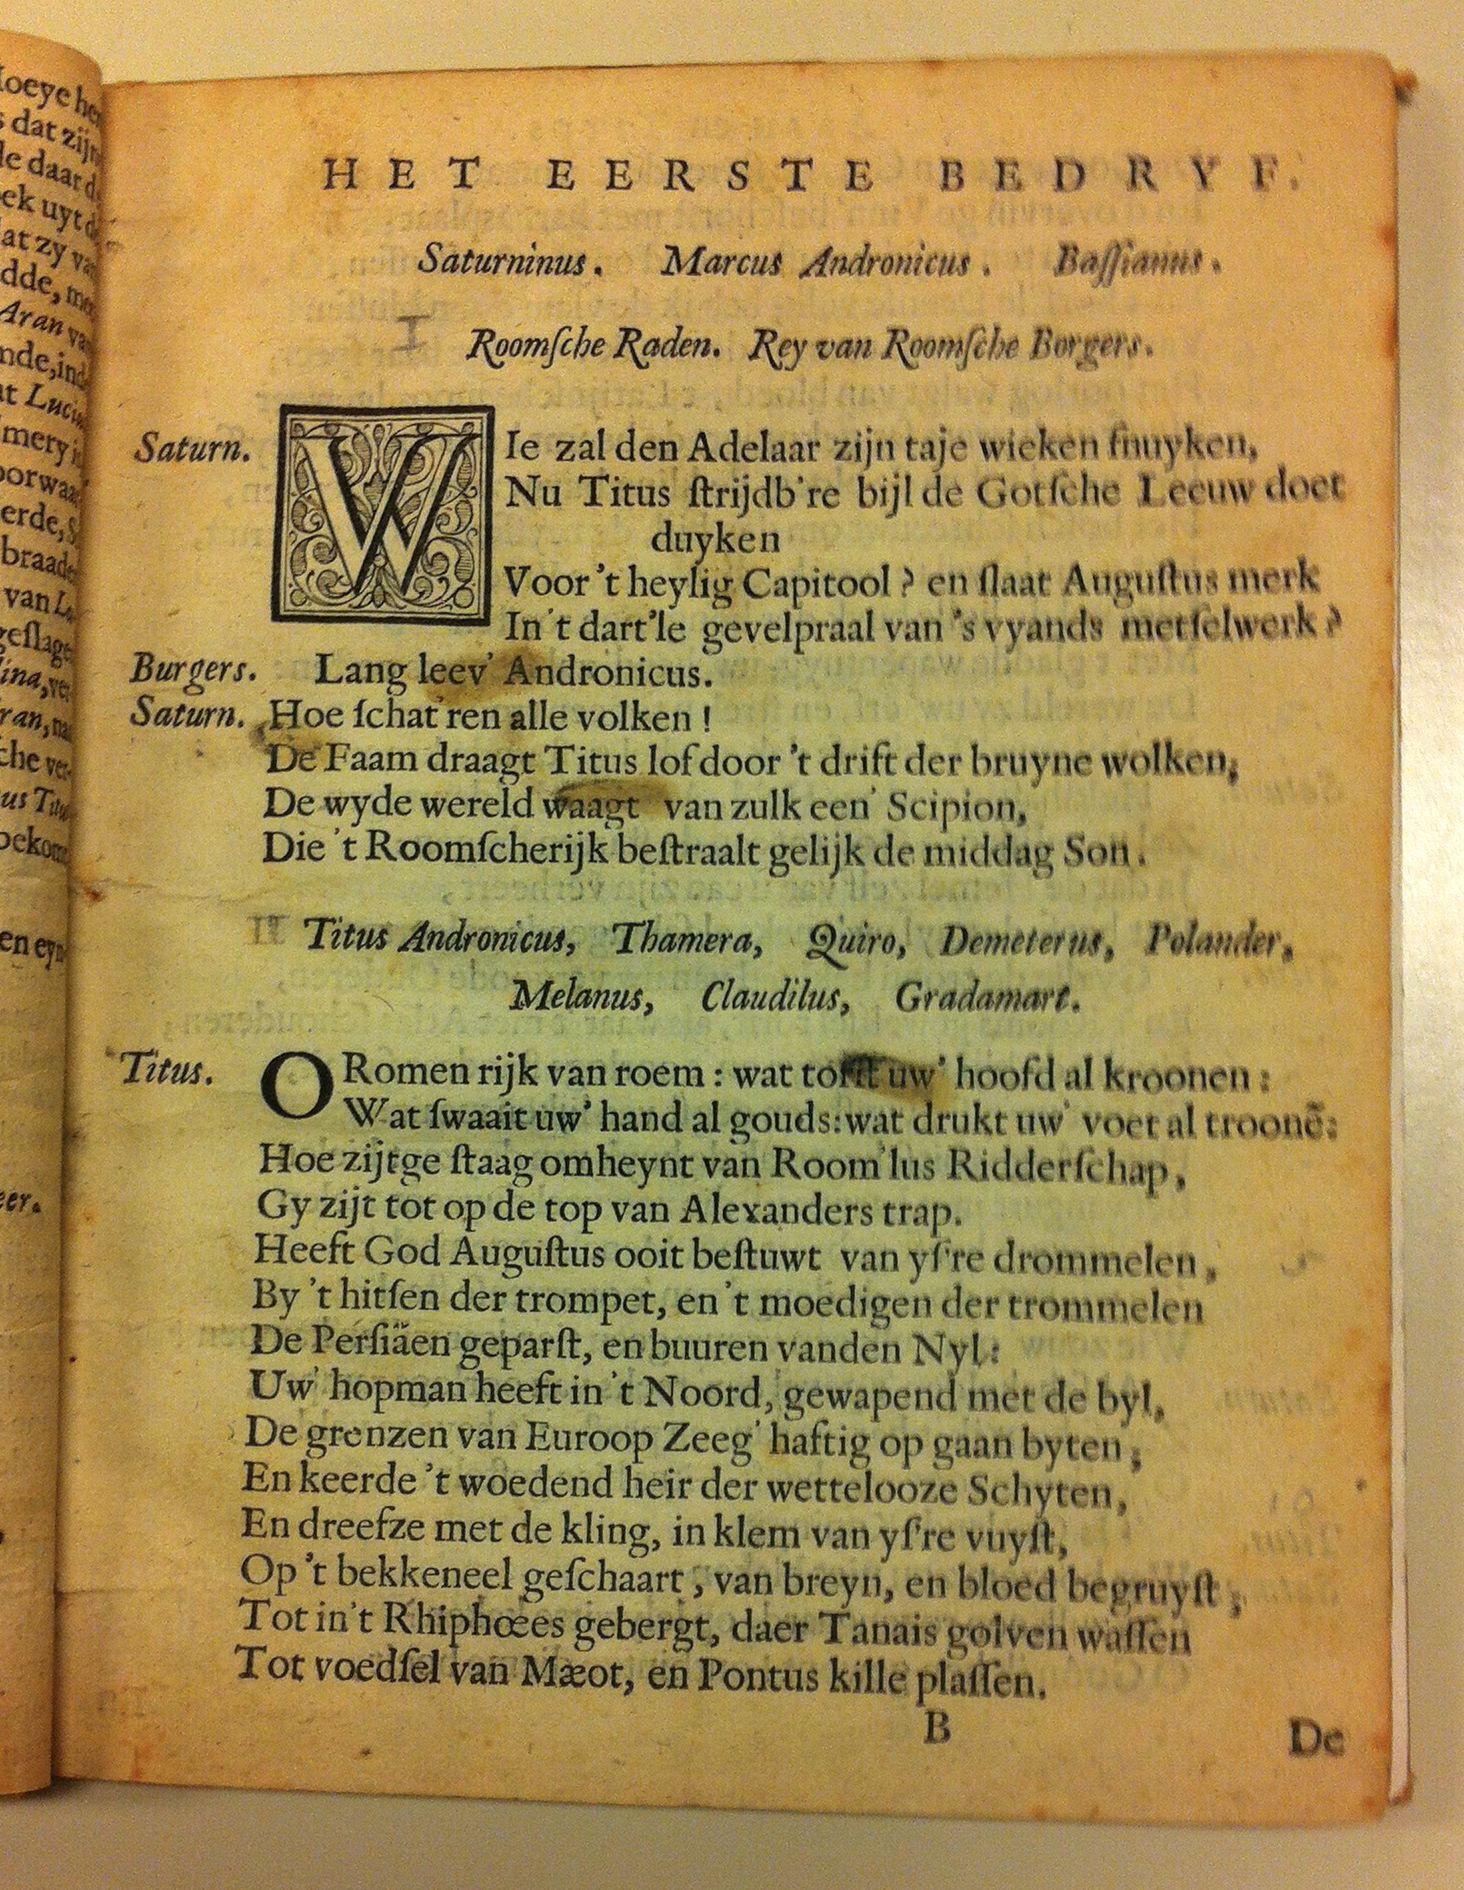 HET EERSTE BEDRYF.
Saturninus. Marcus Andronicus. Baſſianus.
I
Roomſche Raden. Rey van Roomſche Borgers.
Saturn. WIe zal den Adelaar zijn taje wieken ſnuyken,
Nu Titus ſtrijdb're bijl de Gotſche Leeuw doet
duyken
Voor 't heylig Capitool? en ſlaat Auguſtus merk
In 't dart'le gevelpraal van 's vyands metſelwerk?
Burgers. Lang leev' Andronicus.
Saturn. Hoe ſchat'ren alle volken!
De Faam draagt Titus lof door 't drift der bruyne wolken,
De wyde wereld waagt van zulk een' Scipion,
Die 't Roomſcherijk beſtraalt gelijk de middag Son.
II
Titus Andronicus, Thamera, Quiro, Demeterus, Polander,
Melanus, Claudilus, Gradamart.
Titus. O Romen rijk van roem: wat torſt uw' hoofd al kroonen:
Wat ſwaait uw' hand al gouds: wat drukt uw' voet al troonē:
Hoe zijtge ſtaag omheynt van Room'lus Ridderſchap,
Gy zijt tot op de top van Alexanders trap.
Heeft God Auguſtus ooit beſtuwt van yſ're drommelen,
By 't hitſen der trompet, en 't moedigen der trommelen
De Perſiäen geparſt, en buuren vanden Nyl:
Uw' hopman heeft in 't Noord, gewapend met de byl,
De grenzen van Euroop Zeeg' haftig op gaan byten;
En keerde 't woedend heir der wettelooze Schyten,
En dreefze met de kling, in klem van yſ're vuyſt,
Op 't bekkeneel geſchaart, van breyn, en bloed begruyſt;
Tot in 't Rhiphœes gebergt, daer Tanais golven waſſen
Tot voedſel van Mæot, en Pontus kille plaſſen.
B
De